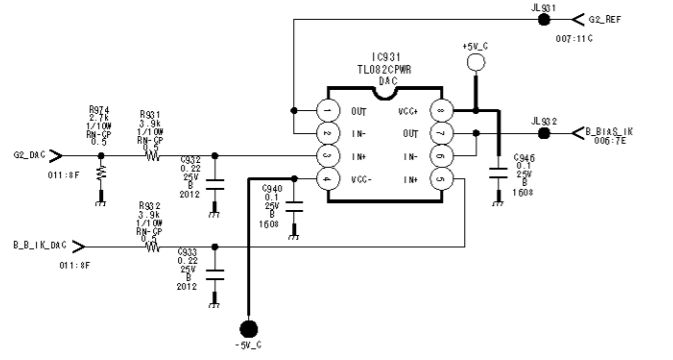 JL931
G2_REF
007:11C
+5V_C
IC931
TL082CPWR
DAC
R974
2.7k
1/10W
RN-CP
0.5
R931
3.9k
1/10W
RN-CP
0.5
1 OUT VCC+ 8
2 IN- OUT 7
3 IN+ IN- 6
4 VCC- IN+ 5
JL932
B_BIAS_IK
006:7E
G2_DAC
011:8F
C932
0.22
25V
B
2012
C940
0.1
25V
B
1608
C946
0.1
25V
B
1608
R932
3.9k
1/10W
RN-CP
0.5
B_B_IK_DAC
011:8F
C933
0.22
25V
B
2012
-5V_C